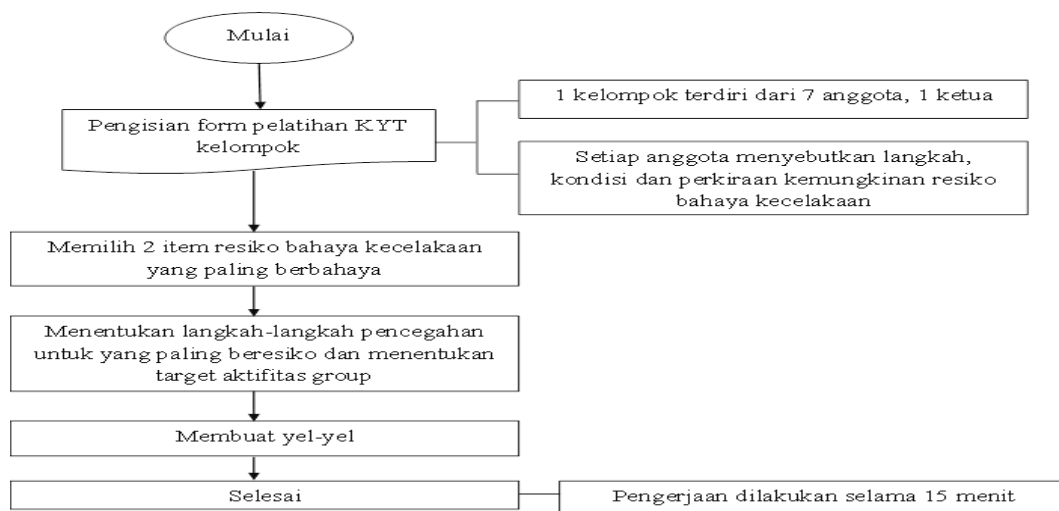 Mulai
1 kelompok terdiri dari 7 anggota, 1 ketua
Pengisian form pelatihan KYT
kelompok
Setiap anggota menyebutkan langkah,
kondisi dan perkiraan kemungkinan resiko
bahaya kecelakaan
Memilih 2 item resiko bahaya kecelakaan
yang paling berbahaya
Menentukan langkah-langkah pencegahan
untuk yang paling beresiko dan menentukan
target aktifitas group
Membuat yel-yel
Selesai
Pengerjaan dilakukan selama 15 menit